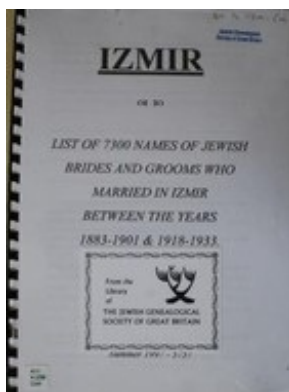 IZMIR
LIST OF 7300 NAMES OF JEWISH
BRIDES AND GROOMS WHO
MARRIED IN IZMIR
BETWEEN THE YEARS
1883-1901 & 1918-1933.
From the
Library
of
THE JEWISH GENEALOGICAL
SOCIETY OF GREAT BRITAIN